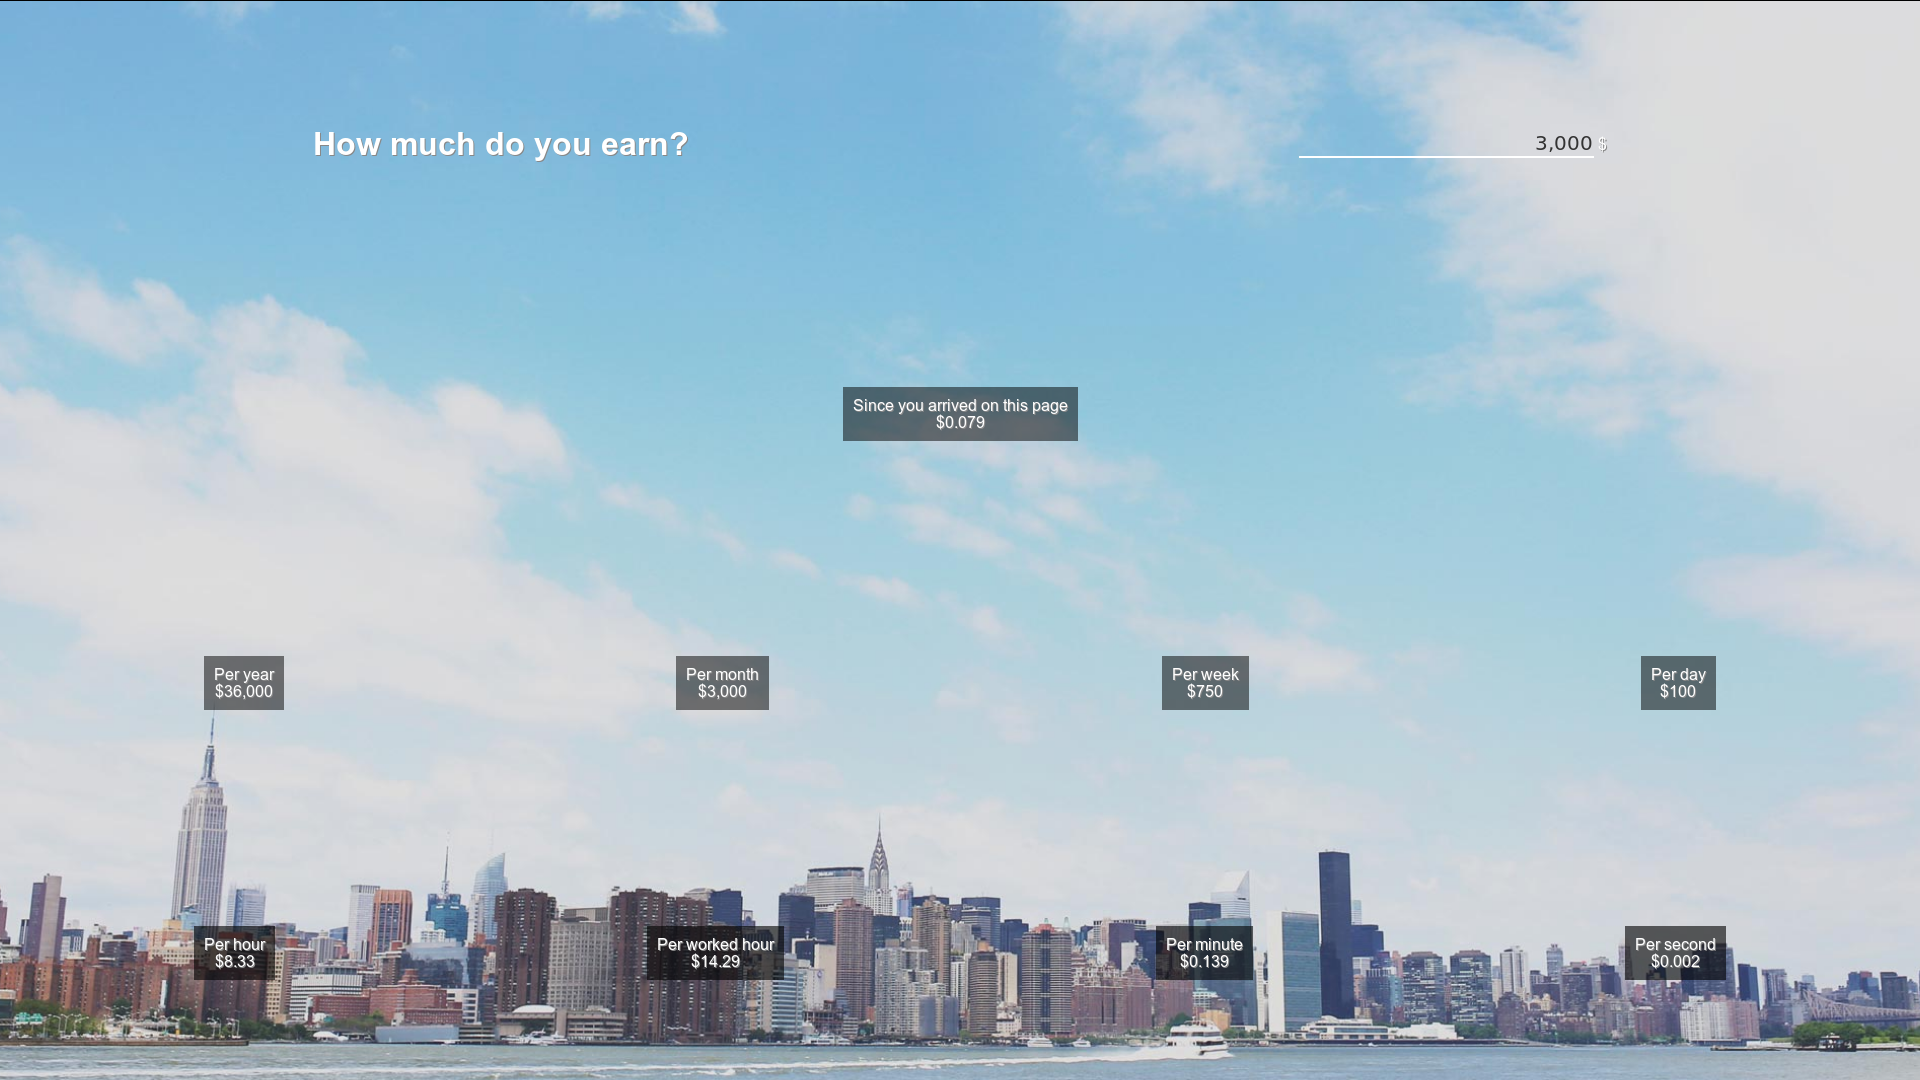 How much do you earn?
3,000 $
Since you arrived on this page
$0.079
Per year
$36,000
Per month
$3,000
Per week
$750
Per day
$100
Per hour
$8.33
Per worked hour
$14.29
Per minute
$0.139
Per second
$0.002